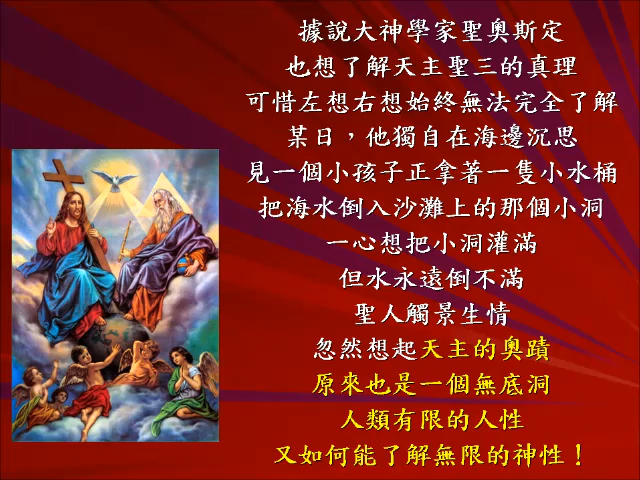 據說大神學家聖奧斯定
也想了解天主聖三的真理
可惜左想右想始終無法完全了解
某日，他獨自在海邊沉思
見一個小孩子正拿著一隻小水桶
把海水倒入沙灘上的那個小洞
一心想把小洞灌滿
但水永遠倒不滿
聖人觸景生情
忽然想起天主的奧蹟
原來也是一個無底洞
人類有限的人性
又如何能了解無限的神性！